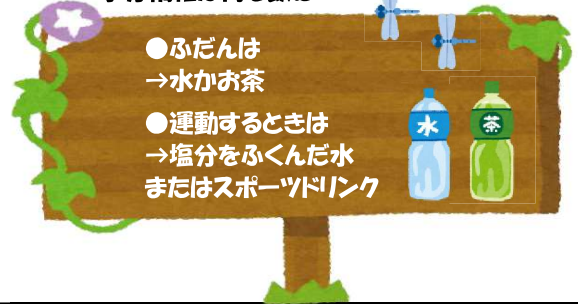 ●ふだんは
→水かお茶
●運動するときは
→塩分をふくんだ水
またはスポーツドリンク
水
茶